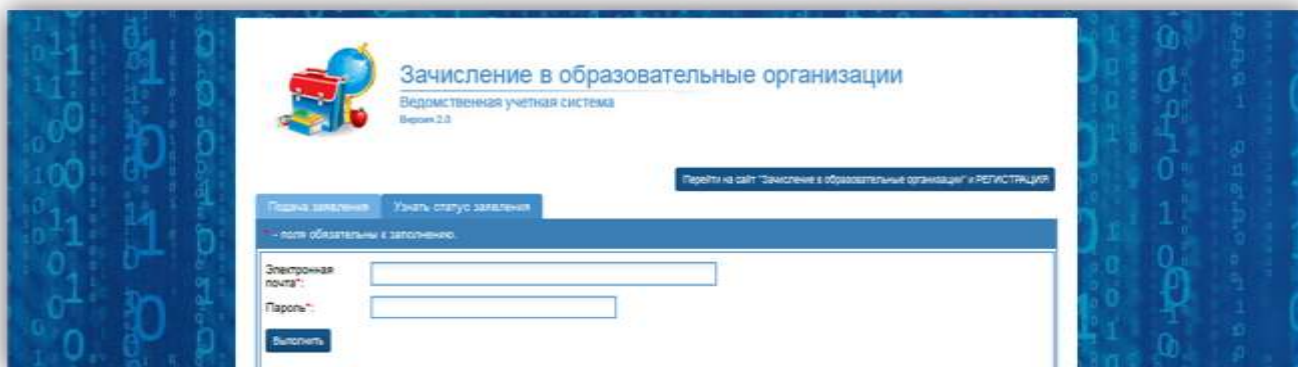 Зачисление в образовательные организации
Ведомственная учетная система
Версия 2.0
Перейти на сайт "Зачисление в образовательные организации" и РЕГИСТРАЦИЯ
Подача заявления Узнать статус заявления
* - поля обязательны к заполнению.
Электронная
почта*:
Пароль*:
Выполнить